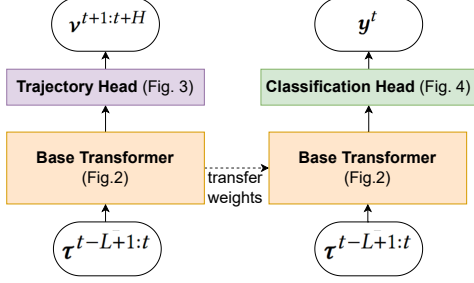 ν^{t+1:t+H} y^t
Trajectory Head (Fig. 3) Classification Head (Fig. 4)
Base Transformer Base Transformer
(Fig.2) transfer (Fig.2)
weights
τ^{t−L+1:t} τ^{t−L+1:t}